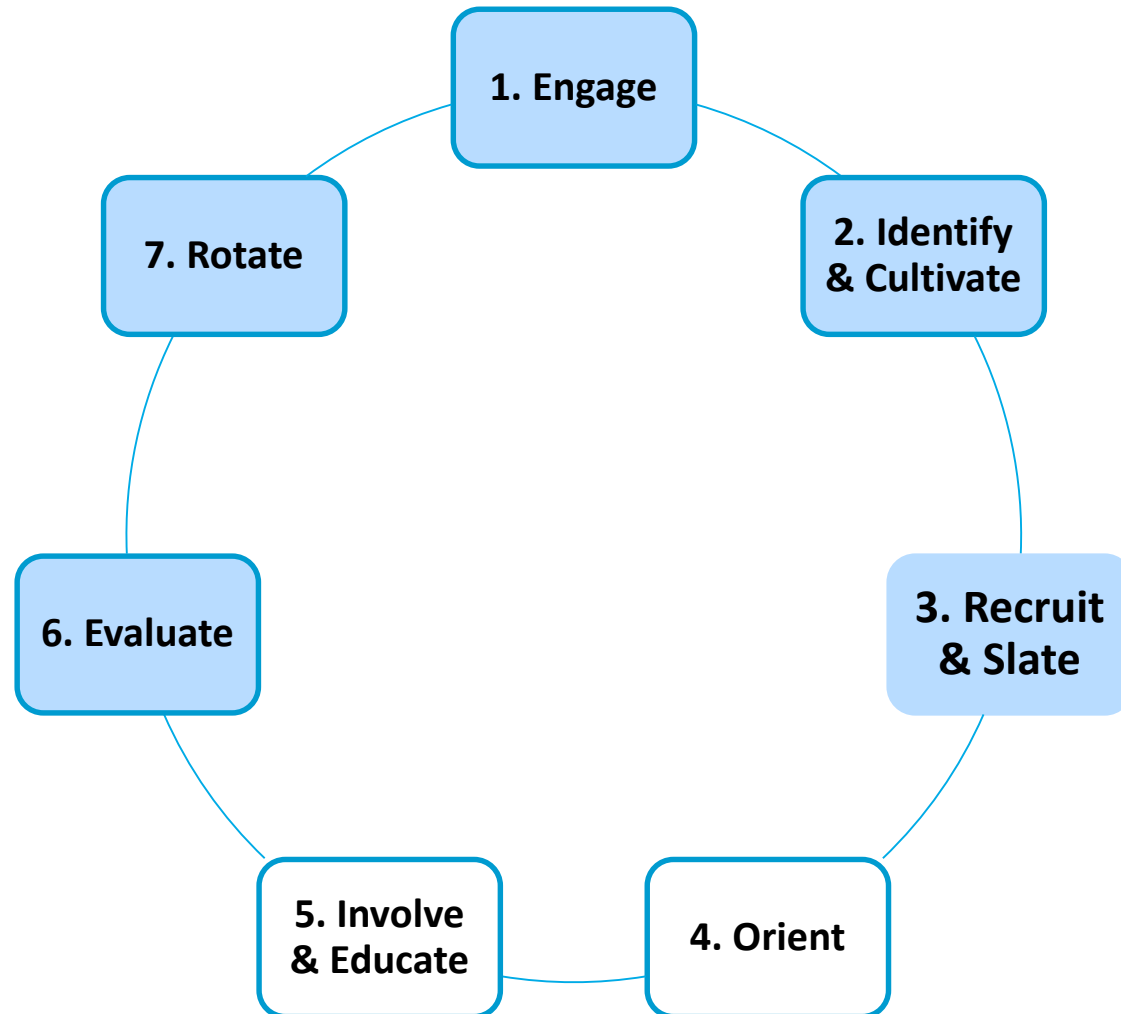 1. Engage
2. Identify
& Cultivate
3. Recruit
& Slate
4. Orient
5. Involve
& Educate
6. Evaluate
7. Rotate